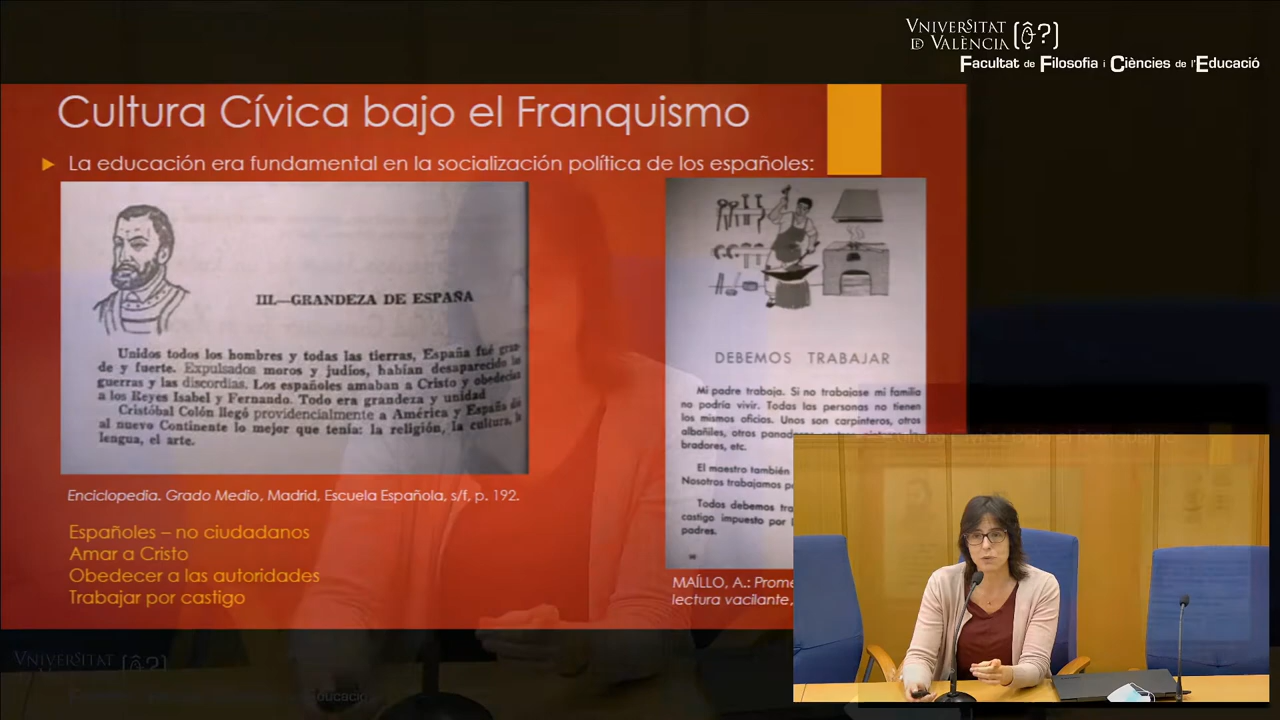 VNIVERSITAT
DE VALÈNCIA
Facultat de Filosofia i Ciències de l'Educació
Cultura Cívica bajo el Franquismo
La educación era fundamental en la socialización política de los españoles:
III.—GRANDEZA DE ESPAÑA
Unidos todos los hombres y todas las tierras, España fué gran-
de y fuerte. Expulsados moros y judíos, habían desaparecido las
guerras y las discordias. Los españoles amaban a Cristo y obedecían
a los Reyes Isabel y Fernando. Todo era grandeza y unidad
Cristóbal Colón llegó providencialmente a América y España dió
al nuevo Continente lo mejor que tenía: la religión, la cultura, la
lengua, el arte.
Enciclopedia. Grado Medio, Madrid, Escuela Española, s/f, p. 192.
Españoles – no ciudadanos
Amar a Cristo
Obedecer a las autoridades
Trabajar por castigo
DEBEMOS TRABAJAR
Mi padre trabaja. Si no trabajase mi familia
no podría vivir. Todas las personas no tienen
los mismos oficios. Unos son carpinteros, otros
albañiles, otros
bradores, etc.
El maestro también
Nosotros trabajamos
Todos debemos
castigo impuesto por
padres.
MAÍLLO, A.:
lectura vacilante,
VNIVERSITAT